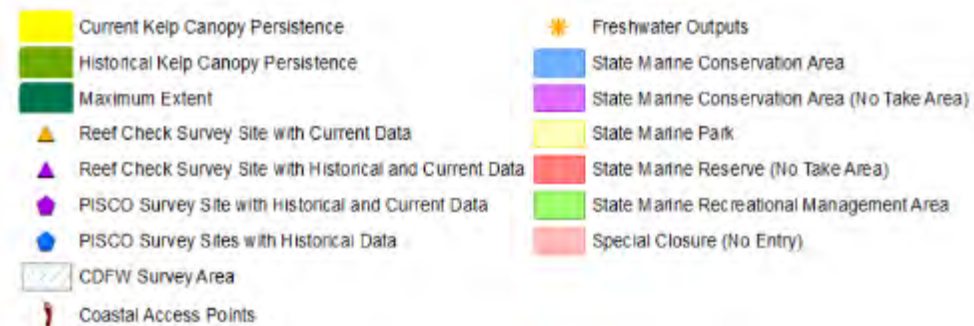 Current Kelp Canopy Persistence
Historical Kelp Canopy Persistence
Maximum Extent
Reef Check Survey Site with Current Data
Reef Check Survey Site with Historical and Current Data
PISCO Survey Site with Historical and Current Data
PISCO Survey Sites with Historical Data
CDFW Survey Area
Coastal Access Points
Freshwater Outputs
State Marine Conservation Area
State Marine Conservation Area (No Take Area)
State Marine Park
State Marine Reserve (No Take Area)
State Marine Recreational Management Area
Special Closure (No Entry)